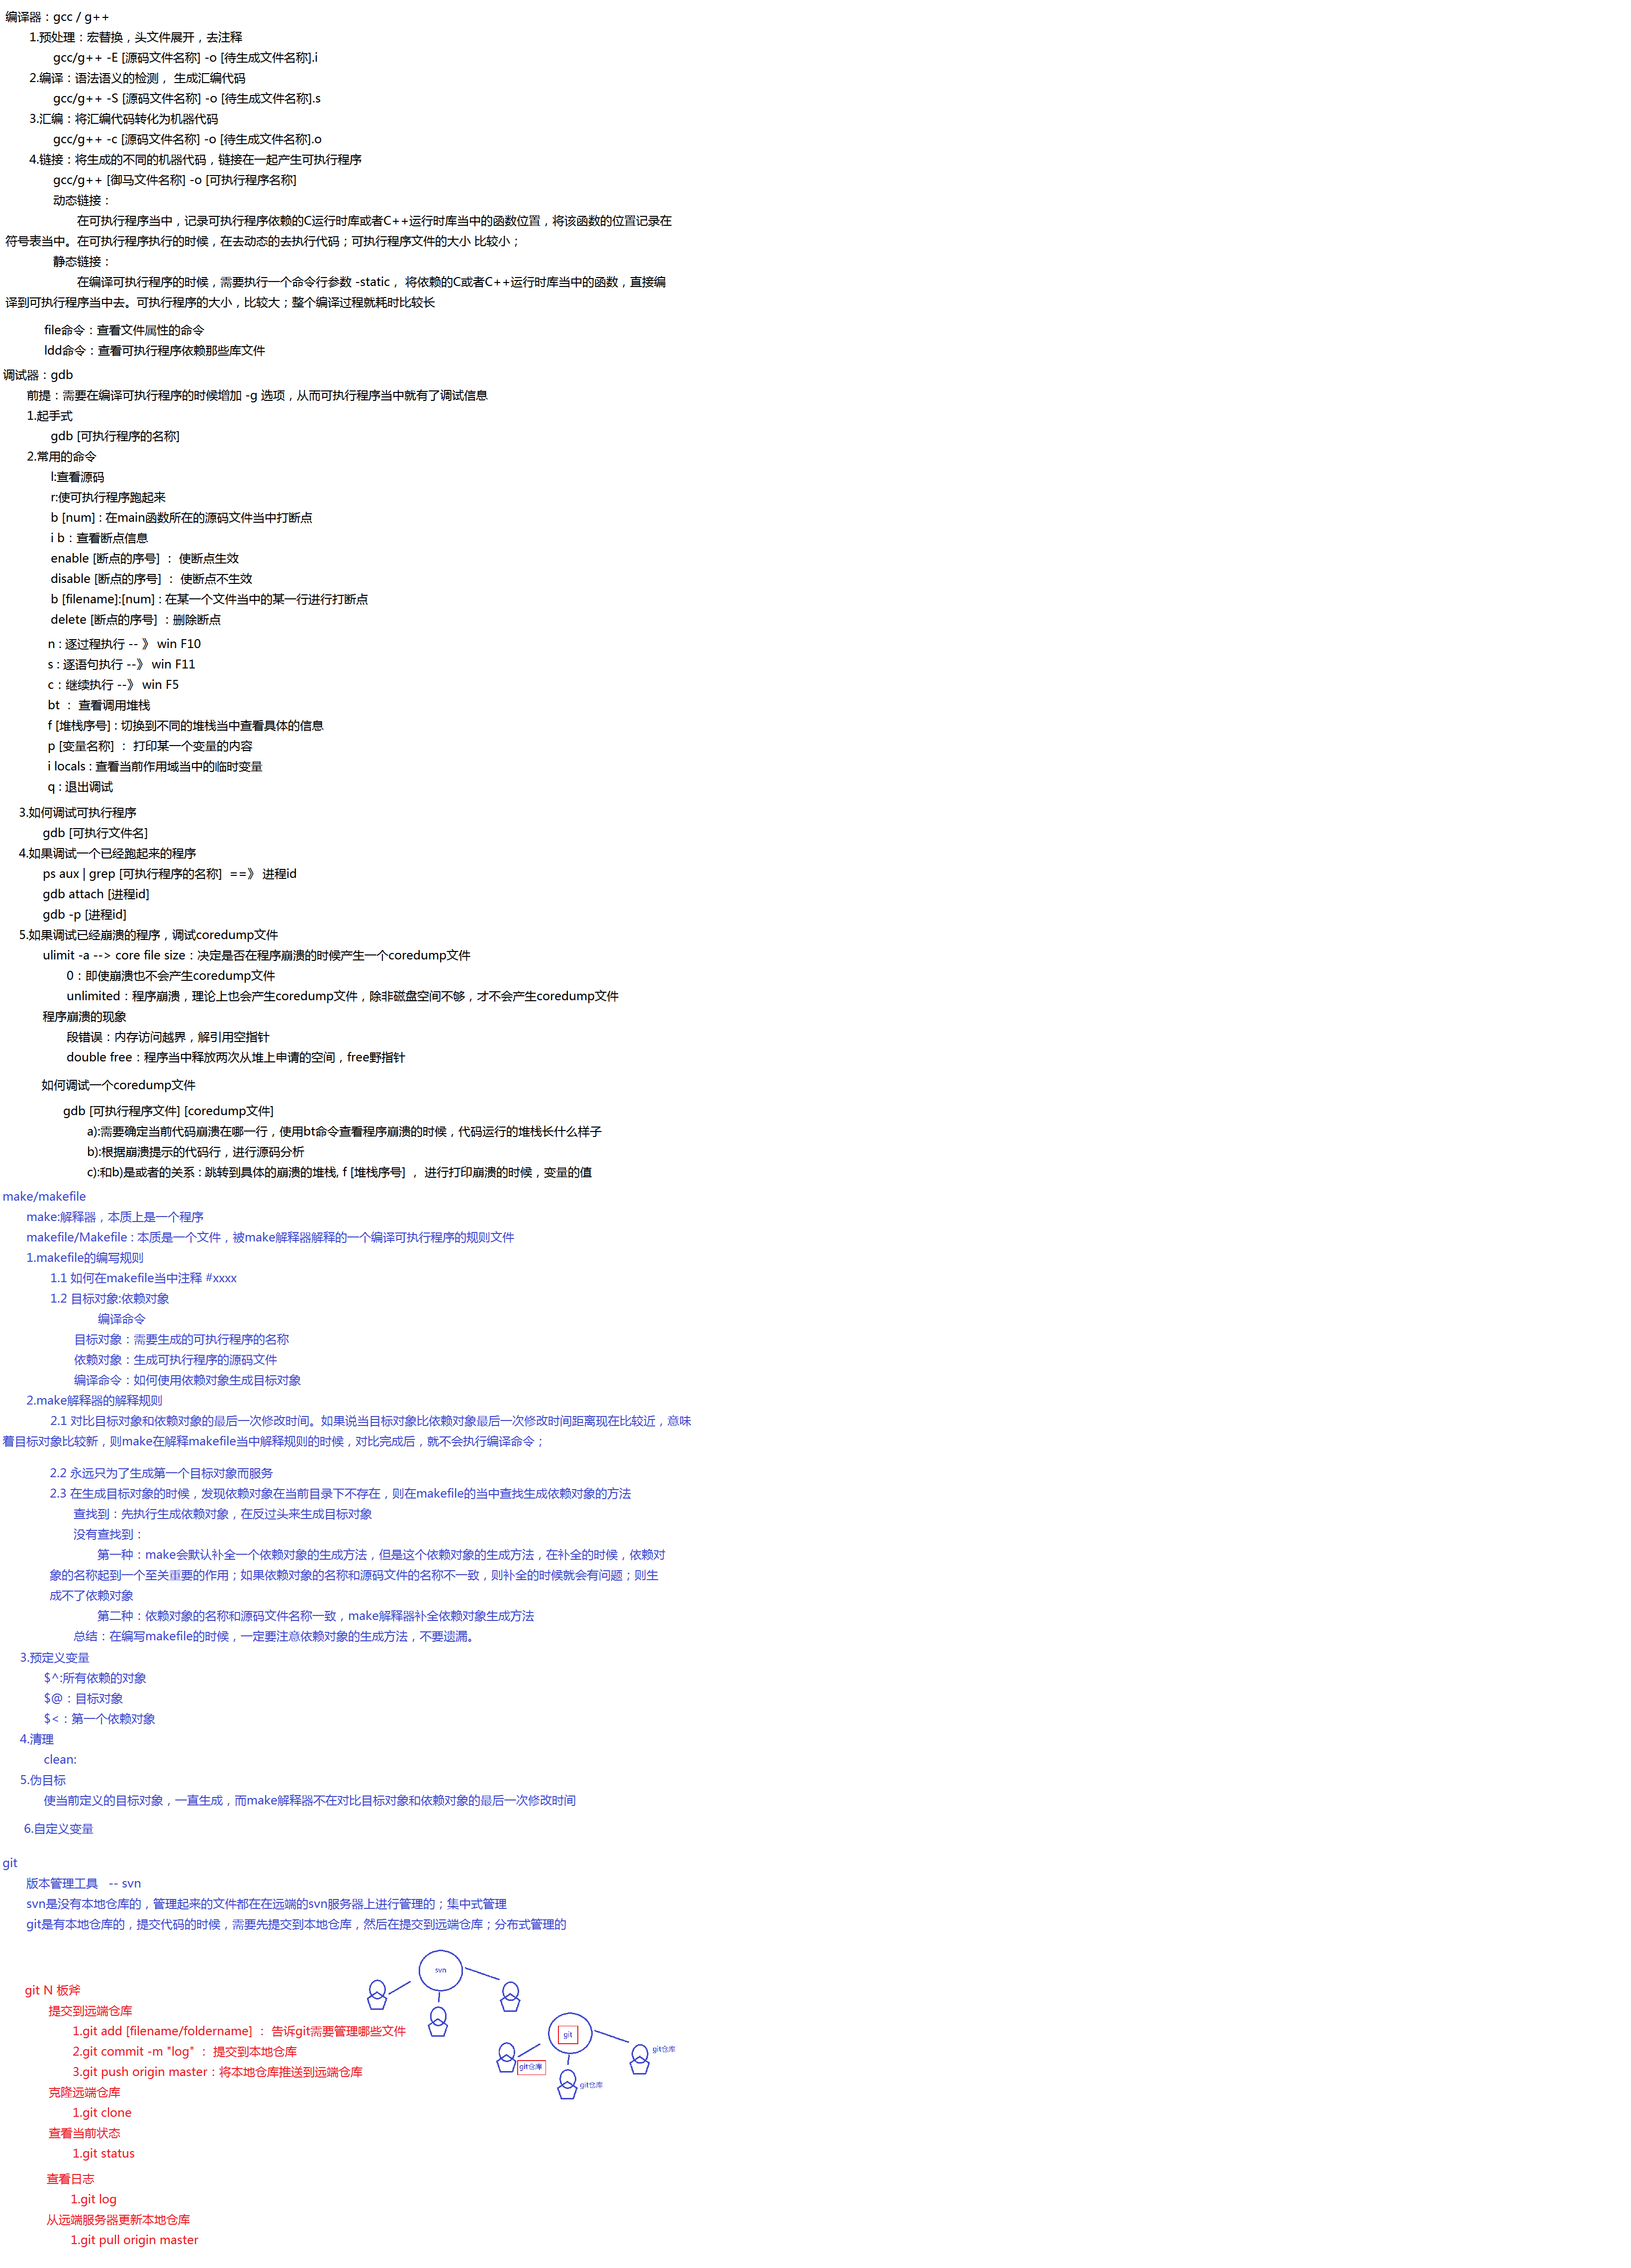 编译器：gcc / g++
1.预处理：宏替换，头文件展开，去注释
gcc/g++ -E [源码文件名称] -o [待生成文件名称].i
2.编译：语法语义的检测， 生成汇编代码
gcc/g++ -S [源码文件名称] -o [待生成文件名称].s
3.汇编：将汇编代码转化为机器代码
gcc/g++ -c [源码文件名称] -o [待生成文件名称].o
4.链接：将生成的不同的机器代码，链接在一起产生可执行程序
gcc/g++ [御马文件名称] -o [可执行程序名称]
动态链接：
在可执行程序当中，记录可执行程序依赖的C运行时库或者C++运行时库当中的函数位置，将该函数的位置记录在
符号表当中。在可执行程序执行的时候，在去动态的去执行代码；可执行程序文件的大小 比较小；
静态链接：
在编译可执行程序的时候，需要执行一个命令行参数 -static， 将依赖的C或者C++运行时库当中的函数，直接编
译到可执行程序当中去。可执行程序的大小，比较大；整个编译过程就耗时比较长
file命令：查看文件属性的命令
ldd命令：查看可执行程序依赖那些库文件
调试器：gdb
前提：需要在编译可执行程序的时候增加 -g 选项，从而可执行程序当中就有了调试信息
1.起手式
gdb [可执行程序的名称]
2.常用的命令
l:查看源码
r:使可执行程序跑起来
b [num] : 在main函数所在的源码文件当中打断点
i b：查看断点信息
enable [断点的序号] ： 使断点生效
disable [断点的序号] ： 使断点不生效
b [filename]:[num] : 在某一个文件当中的某一行进行打断点
delete [断点的序号] ：删除断点
n : 逐过程执行 -- 》 win F10
s : 逐语句执行 --》 win F11
c：继续执行 --》 win F5
bt ： 查看调用堆栈
f [堆栈序号] : 切换到不同的堆栈当中查看具体的信息
p [变量名称] ： 打印某一个变量的内容
i locals : 查看当前作用域当中的临时变量
q : 退出调试
3.如何调试可执行程序
gdb [可执行文件名]
4.如果调试一个已经跑起来的程序
ps aux | grep [可执行程序的名称] ==》 进程id
gdb attach [进程id]
gdb -p [进程id]
5.如果调试已经崩溃的程序，调试coredump文件
ulimit -a --> core file size：决定是否在程序崩溃的时候产生一个coredump文件
0：即使崩溃也不会产生coredump文件
unlimited：程序崩溃，理论上也会产生coredump文件，除非磁盘空间不够，才不会产生coredump文件
程序崩溃的现象
段错误：内存访问越界，解引用空指针
double free：程序当中释放两次从堆上申请的空间，free野指针
如何调试一个coredump文件
gdb [可执行程序文件] [coredump文件]
a):需要确定当前代码崩溃在哪一行，使用bt命令查看程序崩溃的时候，代码运行的堆栈长什么样子
b):根据崩溃提示的代码行，进行源码分析
c):和b)是或者的关系 : 跳转到具体的崩溃的堆栈, f [堆栈序号] ， 进行打印崩溃的时候，变量的值
make/makefile
make:解释器，本质上是一个程序
makefile/Makefile : 本质是一个文件，被make解释器解释的一个编译可执行程序的规则文件
1.makefile的编写规则
1.1 如何在makefile当中注释 #xxxx
1.2 目标对象:依赖对象
编译命令
目标对象：需要生成的可执行程序的名称
依赖对象：生成可执行程序的源码文件
编译命令：如何使用依赖对象生成目标对象
2.make解释器的解释规则
2.1 对比目标对象和依赖对象的最后一次修改时间。如果说当目标对象比依赖对象最后一次修改时间距离现在比较近，意味
着目标对象比较新，则make在解释makefile当中解释规则的时候，对比完成后，就不会执行编译命令；
2.2 永远只为了生成第一个目标对象而服务
2.3 在生成目标对象的时候，发现依赖对象在当前目录下不存在，则在makefile的当中查找生成依赖对象的方法
查找到：先执行生成依赖对象，在反过头来生成目标对象
没有查找到：
第一种：make会默认补全一个依赖对象的生成方法，但是这个依赖对象的生成方法，在补全的时候，依赖对
象的名称起到一个至关重要的作用；如果依赖对象的名称和源码文件的名称不一致，则补全的时候就会有问题；则生
成不了依赖对象
第二种：依赖对象的名称和源码文件名称一致，make解释器补全依赖对象生成方法
总结：在编写makefile的时候，一定要注意依赖对象的生成方法，不要遗漏。
3.预定义变量
$^:所有依赖的对象
$@：目标对象
$<：第一个依赖对象
4.清理
clean:
5.伪目标
使当前定义的目标对象，一直生成，而make解释器不在对比目标对象和依赖对象的最后一次修改时间
6.自定义变量
git
版本管理工具 -- svn
svn是没有本地仓库的，管理起来的文件都在在远端的svn服务器上进行管理的；集中式管理
git是有本地仓库的，提交代码的时候，需要先提交到本地仓库，然后在提交到远端仓库；分布式管理的
svn
git N 板斧
提交到远端仓库
1.git add [filename/foldername] ： 告诉git需要管理哪些文件
git
2.git commit -m "log" ： 提交到本地仓库
git仓库
3.git push origin master：将本地仓库推送到远端仓库
git仓库
git仓库
克隆远端仓库
1.git clone
查看当前状态
1.git status
查看日志
1.git log
从远端服务器更新本地仓库
1.git pull origin master